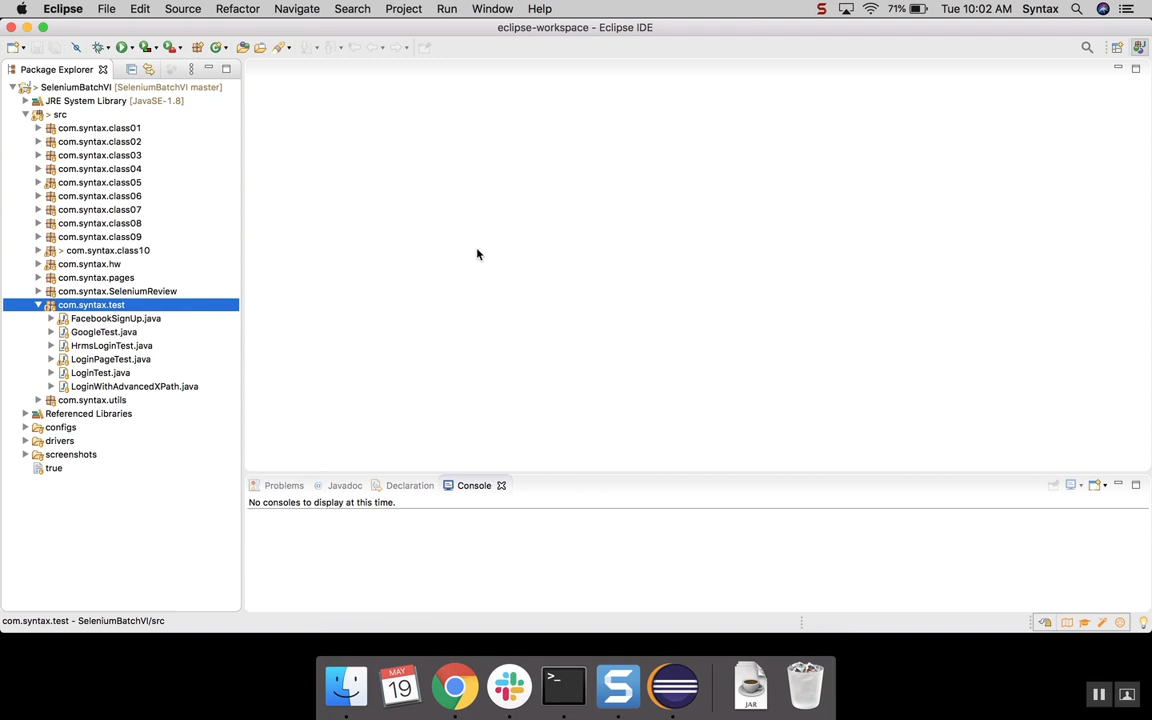 Eclipse File Edit Source Refactor Navigate Search Project Run Window Help 71% Tue 10:02 AM Syntax
eclipse-workspace - Eclipse IDE
Package Explorer
> SeleniumBatchVI [SeleniumBatchVI master]
JRE System Library [JavaSE-1.8]
> src
com.syntax.class01
com.syntax.class02
com.syntax.class03
com.syntax.class04
com.syntax.class05
com.syntax.class06
com.syntax.class07
com.syntax.class08
com.syntax.class09
> com.syntax.class10
com.syntax.hw
com.syntax.pages
com.syntax.SeleniumReview
com.syntax.test
FacebookSignUp.java
GoogleTest.java
HrmsLoginTest.java
LoginPageTest.java
LoginTest.java
LoginWithAdvancedXPath.java
com.syntax.utils
Referenced Libraries
configs
drivers
screenshots
true
Problems Javadoc Declaration Console
No consoles to display at this time.
com.syntax.test - SeleniumBatchVI/src
MAY
19
JAR